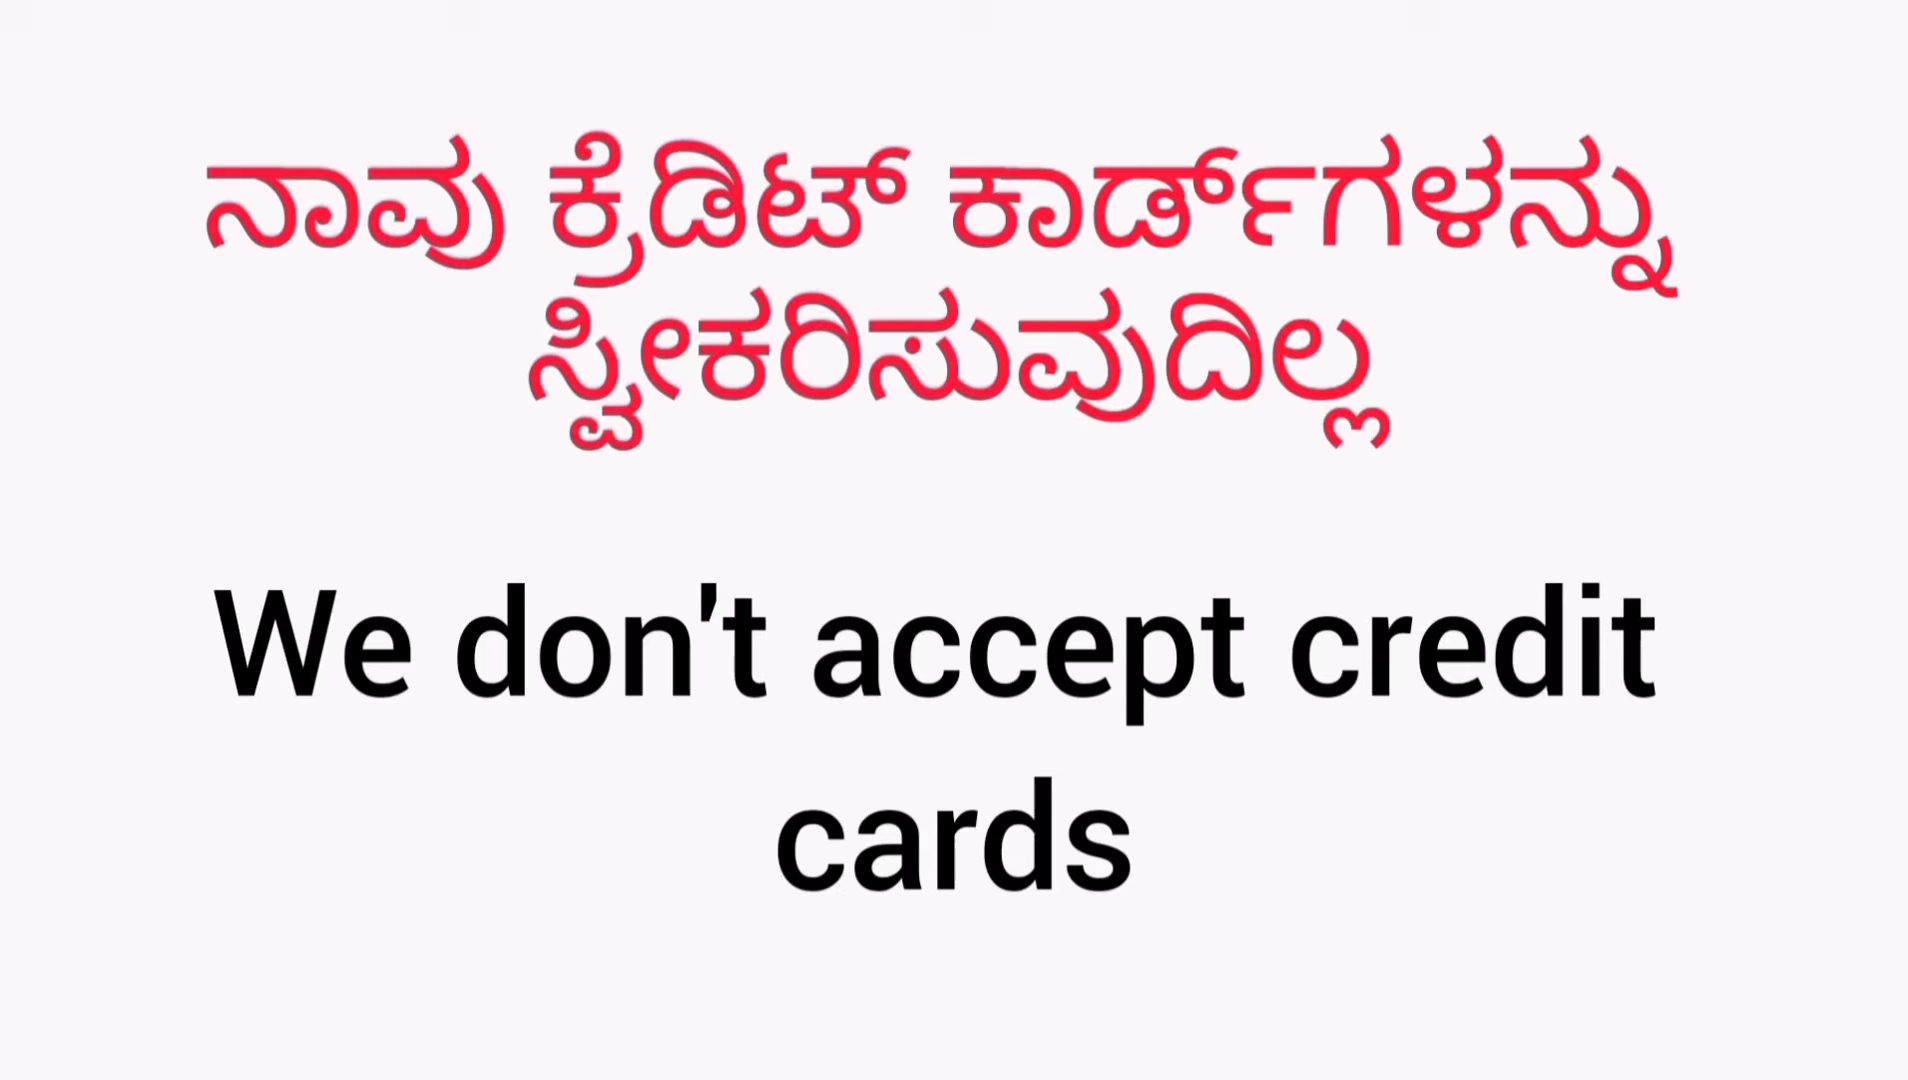 ನಾವು ಕ್ರೆಡಿಟ್ ಕಾರ್ಡ್‌ಗಳನ್ನು
ಸ್ವೀಕರಿಸುವುದಿಲ್ಲ
We don't accept credit
cards